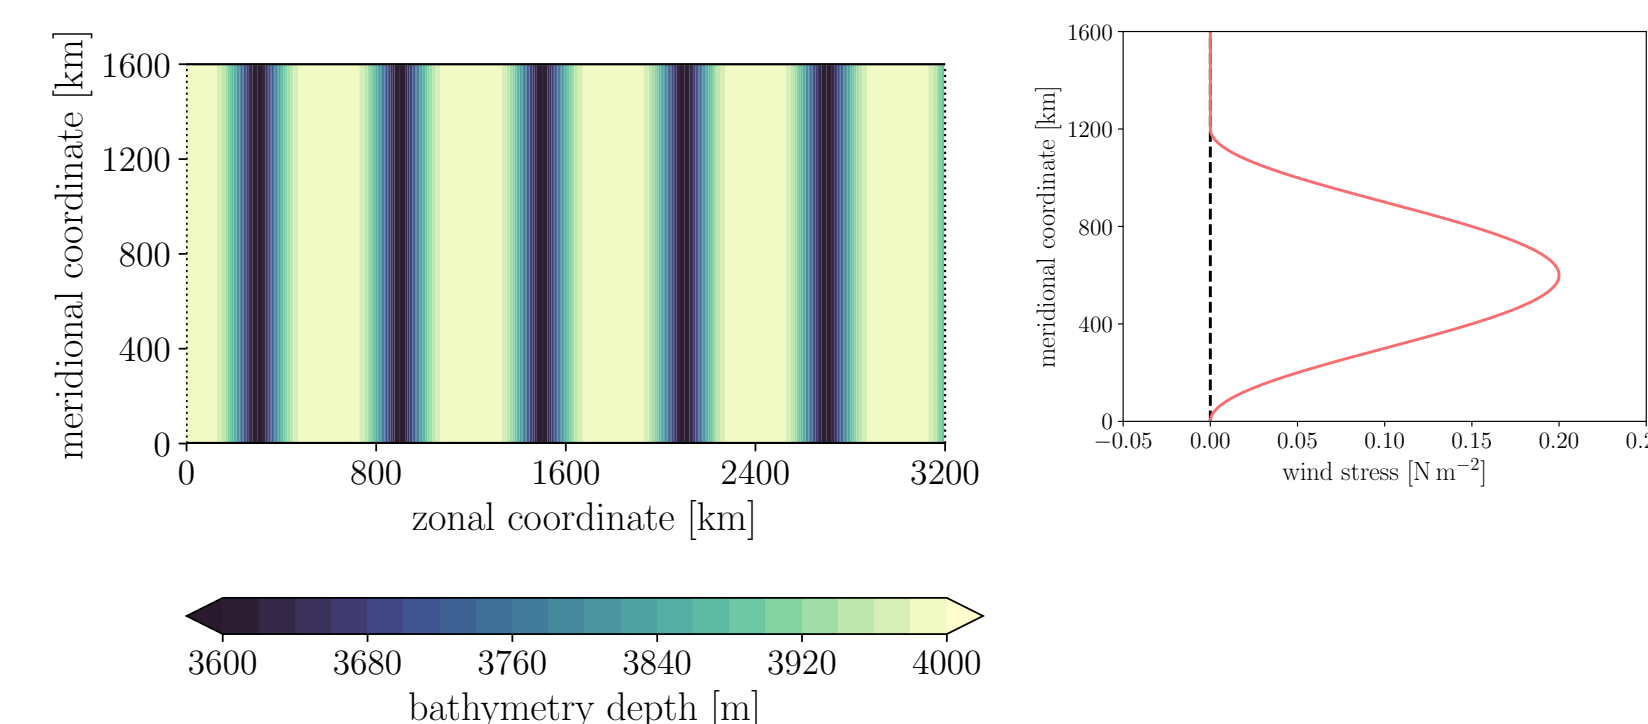 meridional coordinate [km]
1600
1200
800
400
0
0 800 1600 2400 3200
zonal coordinate [km]
3600 3680 3760 3840 3920 4000
bathymetry depth [m]
meridional coordinate [km]
1600
1200
800
400
0
−0.05 0.00 0.05 0.10 0.15 0.20
wind stress [N m⁻²]